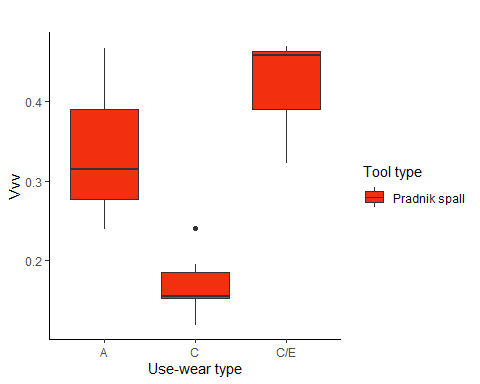 Vvv
0.4
0.3
0.2
A C C/E
Use-wear type
Tool type
Pradnik spall